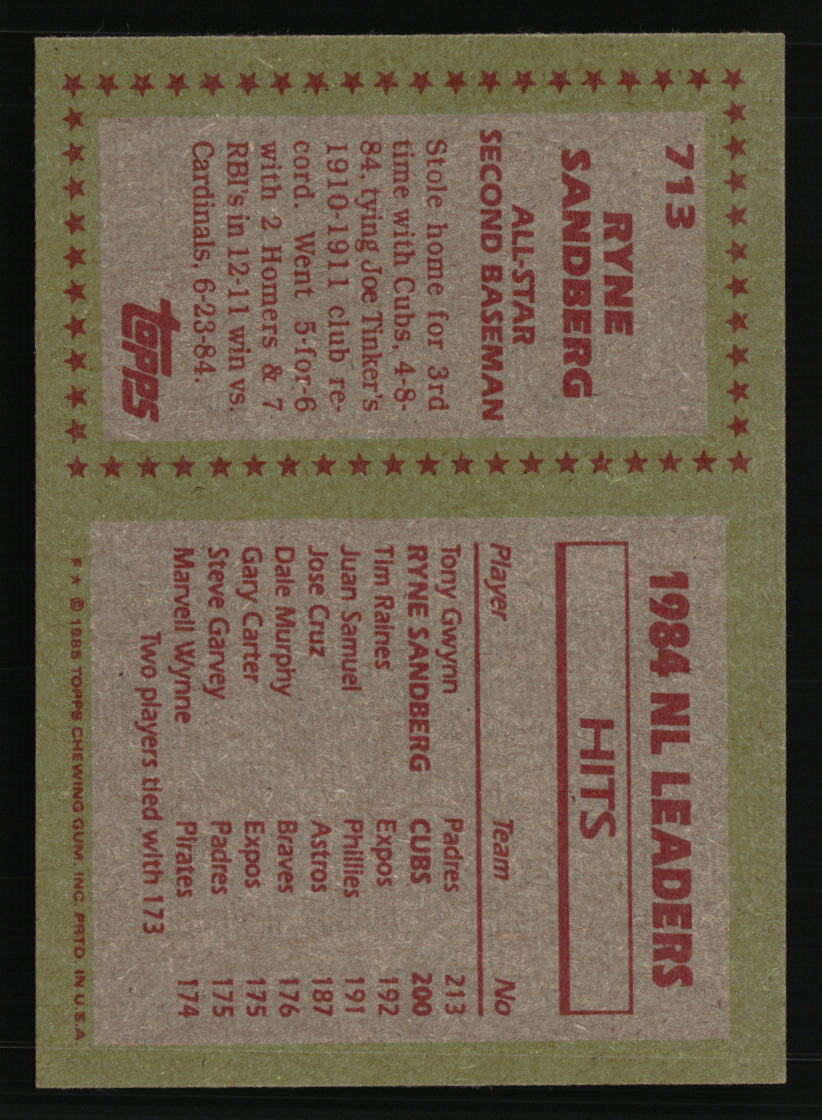 713
RYNE
SANDBERG
ALL-STAR
SECOND BASEMAN
Stole home for 3rd
time with Cubs, 4-8-
84, tying Joe Tinker's
1910-1911 club re-
cord. Went 5-for-6
with 2 Homers & 7
RBI's in 12-11 win vs.
Cardinals, 6-23-84.
topps
1984 NL LEADERS
HITS
Player Team No
Tony Gwynn Padres 213
RYNE SANDBERG CUBS 200
Tim Raines Expos 192
Juan Samuel Phillies 191
Jose Cruz Astros 187
Dale Murphy Braves 176
Gary Carter Expos 175
Steve Garvey Padres 175
Marvell Wynne Pirates 174
Two players tied with 173
F★ © 1985 TOPPS CHEWING GUM, INC. PRTD. IN U.S.A